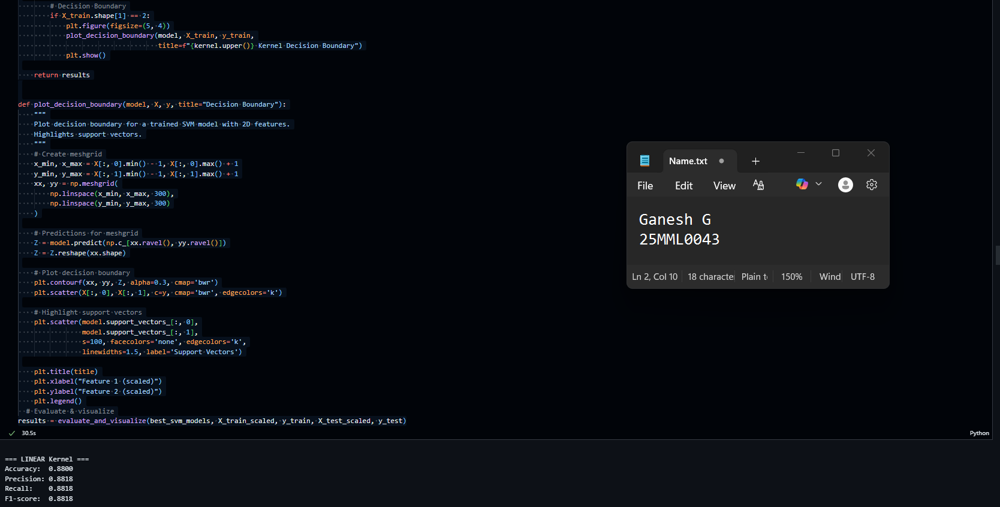 # Decision Boundary
if X_train.shape[1] == 2:
plt.figure(figsize=(5, 4))
plot_decision_boundary(model, X_train, y_train,
title=f"{kernel.upper()} Kernel Decision Boundary")
plt.show()
return results
def plot_decision_boundary(model, X, y, title="Decision Boundary"):
"""
Plot decision boundary for a trained SVM model with 2D features.
Highlights support vectors.
"""
# Create meshgrid
x_min, x_max = X[:, 0].min() - 1, X[:, 0].max() + 1
y_min, y_max = X[:, 1].min() - 1, X[:, 1].max() + 1
xx, yy = np.meshgrid(
np.linspace(x_min, x_max, 300),
np.linspace(y_min, y_max, 300)
)
# Predictions for meshgrid
Z = model.predict(np.c_[xx.ravel(), yy.ravel()])
Z = Z.reshape(xx.shape)
# Plot decision boundary
plt.contourf(xx, yy, Z, alpha=0.3, cmap='bwr')
plt.scatter(X[:, 0], X[:, 1], c=y, cmap='bwr', edgecolors='k')
# Highlight support vectors
plt.scatter(model.support_vectors_[:, 0],
model.support_vectors_[:, 1],
s=100, facecolors='none', edgecolors='k',
linewidths=1.5, label='Support Vectors')
plt.title(title)
plt.xlabel("Feature 1 (scaled)")
plt.ylabel("Feature 2 (scaled)")
plt.legend()
# Evaluate & visualize
results = evaluate_and_visualize(best_svm_models, X_train_scaled, y_train, X_test_scaled, y_test)
30.5s
Python
=== LINEAR Kernel ===
Accuracy: 0.8800
Precision: 0.8818
Recall: 0.8818
F1-score: 0.8818
Name.txt
File Edit View
Ganesh G
25MML0043
Ln 2, Col 10 18 characte Plain t 150% Wind UTF-8